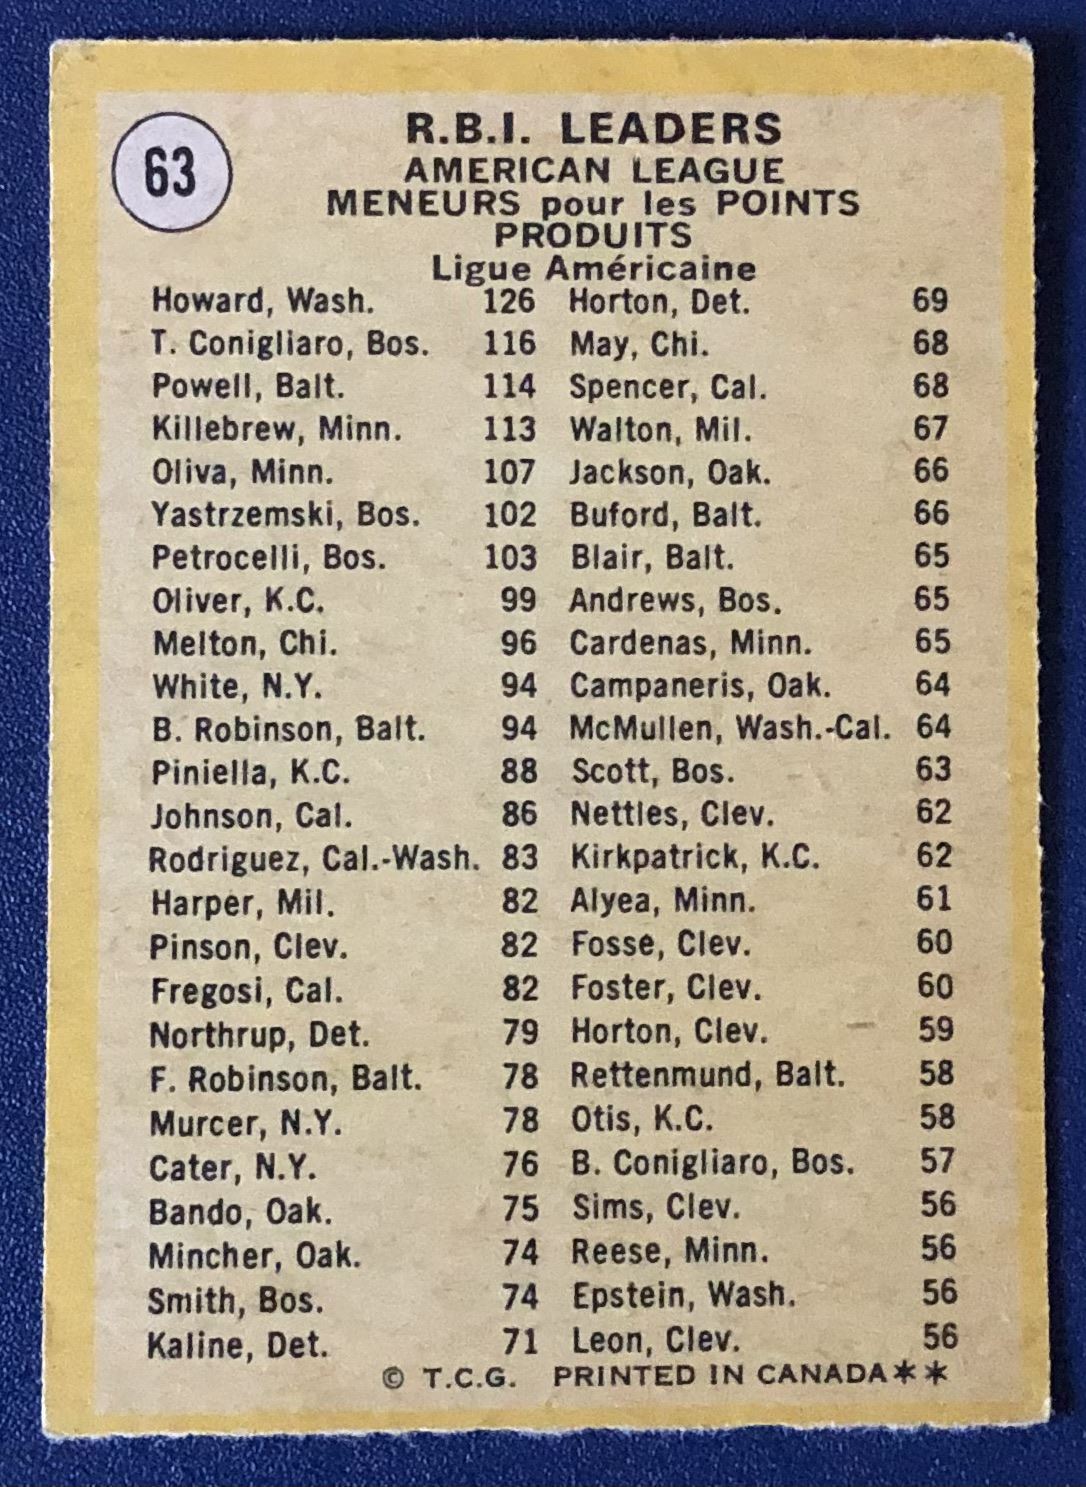 63
R.B.I. LEADERS
AMERICAN LEAGUE
MENEURS pour les POINTS
PRODUITS
Ligue Américaine
Howard, Wash. 126
T. Conigliaro, Bos. 116
Powell, Balt. 114
Killebrew, Minn. 113
Oliva, Minn. 107
Yastrzemski, Bos. 102
Petrocelli, Bos. 103
Oliver, K.C. 99
Melton, Chi. 96
White, N.Y. 94
B. Robinson, Balt. 94
Piniella, K.C. 88
Johnson, Cal. 86
Rodriguez, Cal.-Wash. 83
Harper, Mil. 82
Pinson, Clev. 82
Fregosi, Cal. 82
Northrup, Det. 79
F. Robinson, Balt. 78
Murcer, N.Y. 78
Cater, N.Y. 76
Bando, Oak. 75
Mincher, Oak. 74
Smith, Bos. 74
Kaline, Det. 71
Horton, Det. 69
May, Chi. 68
Spencer, Cal. 68
Walton, Mil. 67
Jackson, Oak. 66
Buford, Balt. 66
Blair, Balt. 65
Andrews, Bos. 65
Cardenas, Minn. 65
Campaneris, Oak. 64
McMullen, Wash.-Cal. 64
Scott, Bos. 63
Nettles, Clev. 62
Kirkpatrick, K.C. 62
Alyea, Minn. 61
Fosse, Clev. 60
Foster, Clev. 60
Horton, Clev. 59
Rettenmund, Balt. 58
Otis, K.C. 58
B. Conigliaro, Bos. 57
Sims, Clev. 56
Reese, Minn. 56
Epstein, Wash. 56
Leon, Clev. 56
© T.C.G. PRINTED IN CANADA**